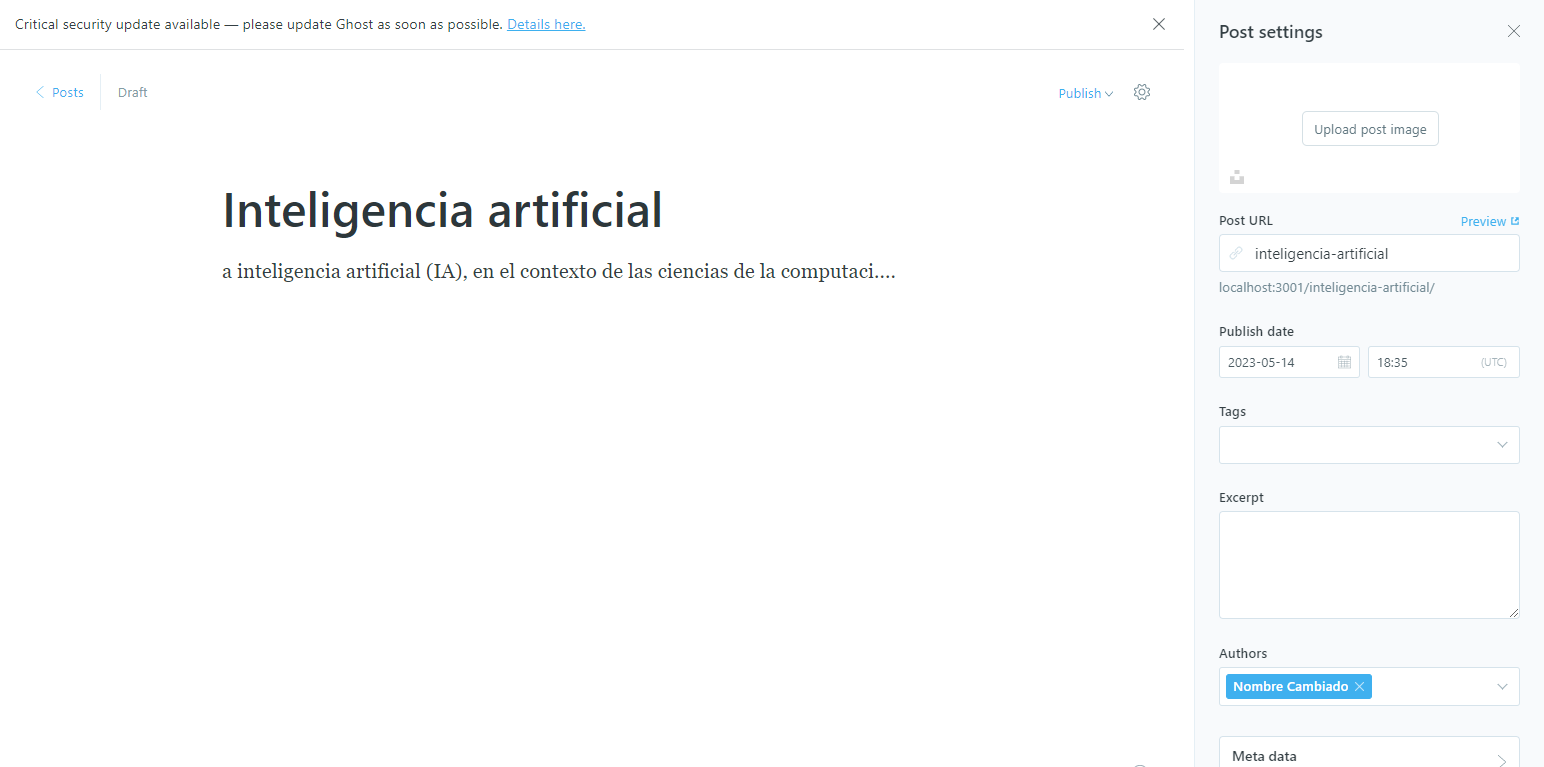 Critical security update available — please update Ghost as soon as possible. Details here.
Posts
Draft
Publish
Inteligencia artificial
a inteligencia artificial (IA), en el contexto de las ciencias de la computaci....
Post settings
Upload post image
Post URL
Preview
inteligencia-artificial
localhost:3001/inteligencia-artificial/
Publish date
2023-05-14
18:35
(UTC)
Tags
Excerpt
Authors
Nombre Cambiado
Meta data